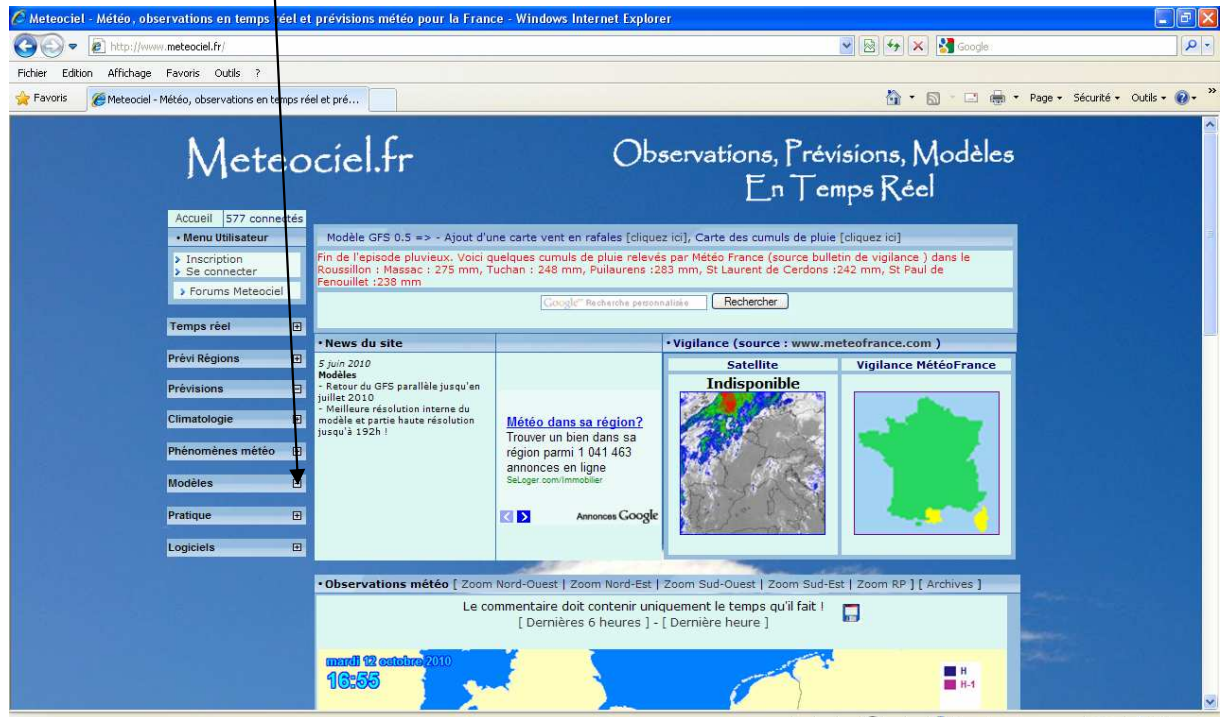 Meteociel - Météo, observations en temps réel et prévisions météo pour la France - Windows Internet Explorer
http://www.meteociel.fr/
Google
Fichier Edition Affichage Favoris Outils ?
Favoris
Meteociel - Météo, observations en temps réel et pré...
Page Sécurité Outils
Meteociel.fr
Observations, Prévisions, Modèles
En Temps Réel
Accueil 577 connectés
• Menu Utilisateur
Inscription
Se connecter
Forums Meteociel
Temps réel
Prévi Régions
Prévisions
Climatologie
Phénomènes météo
Modèles
Pratique
Logiciels
Modèle GFS 0.5 => - Ajout d'une carte vent en rafales [cliquez ici], Carte des cumuls de pluie [cliquez ici]
Fin de l'episode pluvieux. Voici quelques cumuls de pluie relevés par Météo France (source bulletin de vigilance ) dans le
Roussillon : Massac : 275 mm, Tuchan : 248 mm, Puilaurens :283 mm, St Laurent de Cerdons :242 mm, St Paul de
Fenouillet :238 mm
Google Recherche personnalisée Rechercher
• News du site
5 juin 2010
Modèles
- Retour du GFS parallèle jusqu'en
juillet 2010
- Meilleure résolution interne du
modèle et partie haute résolution
jusqu'à 192h !
Météo dans sa région?
Trouver un bien dans sa
région parmi 1 041 463
annonces en ligne
SeLoger.com/Immobilier
Annonces Google
• Vigilance (source : www.meteofrance.com )
Satellite
Indisponible
Vigilance MétéoFrance
• Observations météo [ Zoom Nord-Ouest | Zoom Nord-Est | Zoom Sud-Ouest | Zoom Sud-Est | Zoom RP ] [ Archives ]
Le commentaire doit contenir uniquement le temps qu'il fait !
[ Dernières 6 heures ] - [ Dernière heure ]
mardi 12 octobre 2010
16:55
H
H-1